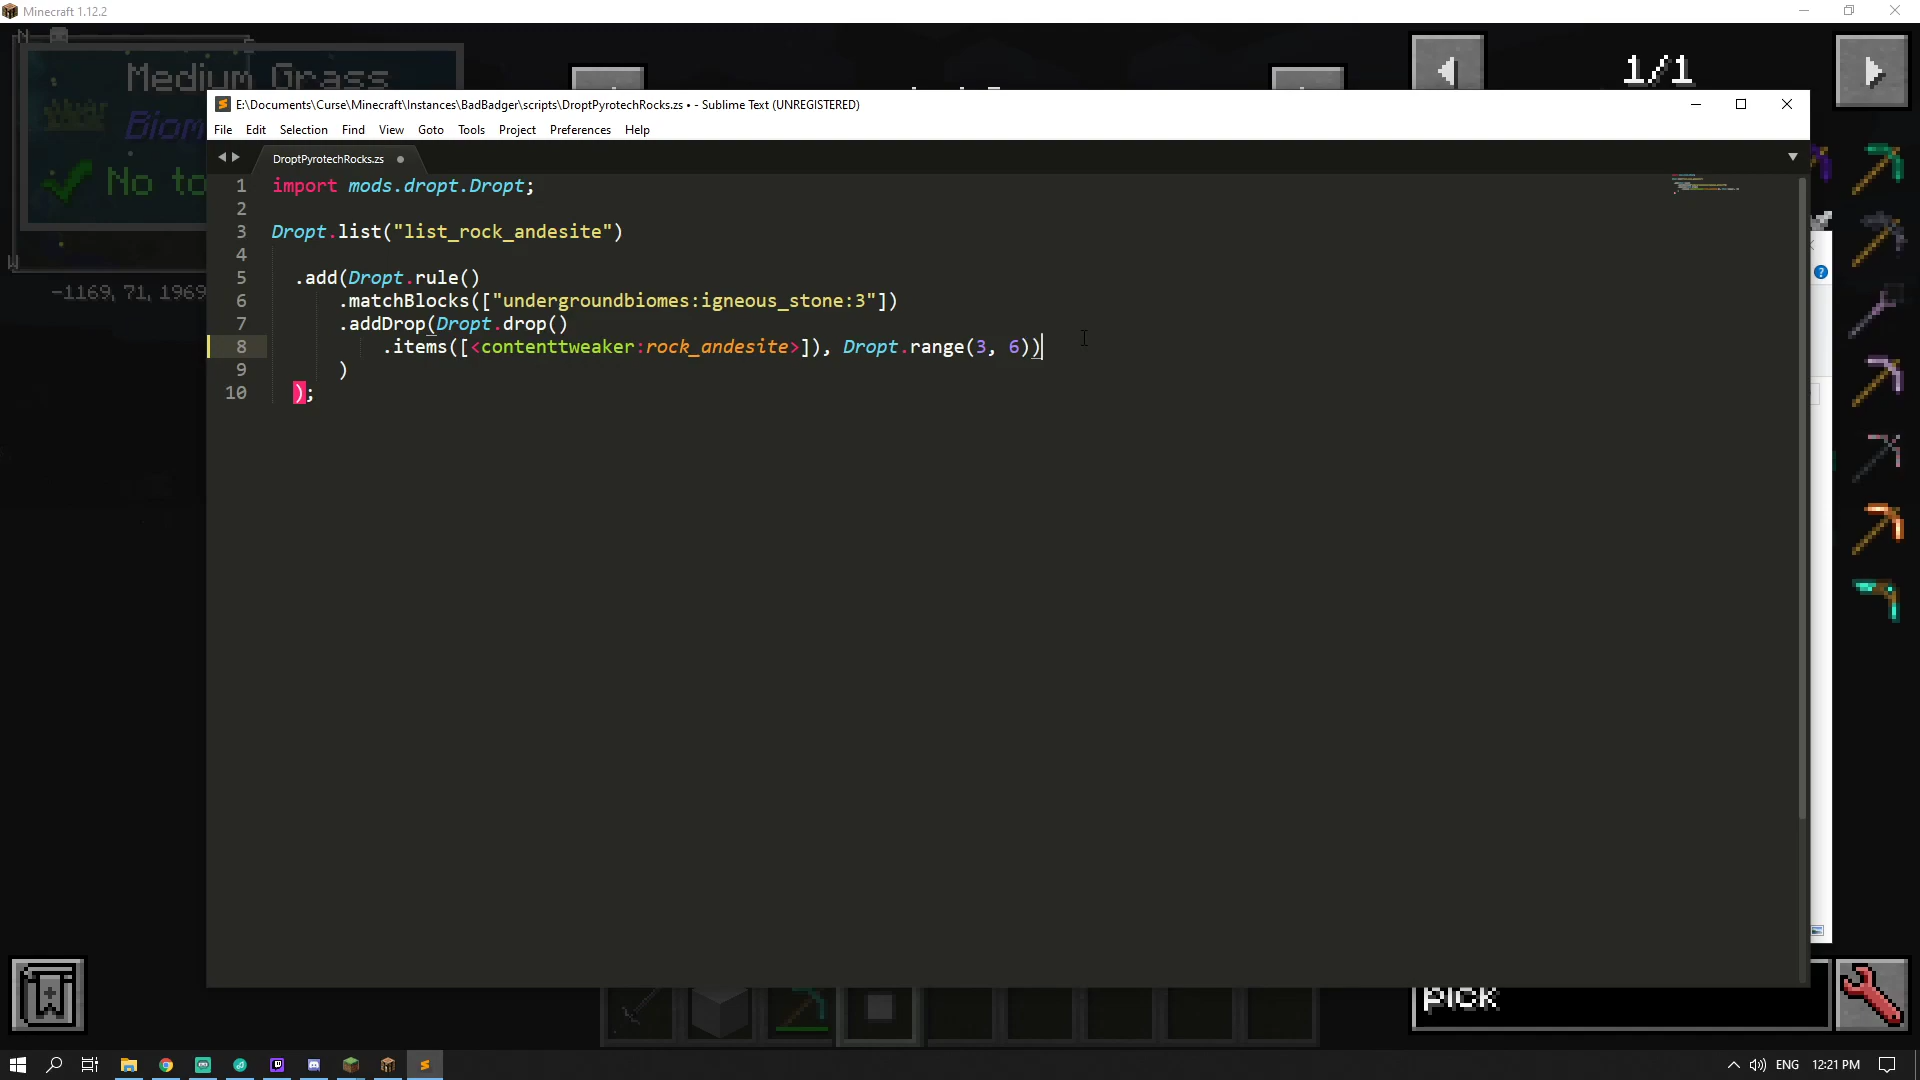 Minecraft 1.12.2
N
Medium Grass
1/1
E:\Documents\Curse\Minecraft\Instances\BadBadger\scripts\DroptPyrotechRocks.zs • - Sublime Text (UNREGISTERED)
Biom
File Edit Selection Find View Goto Tools Project Preferences Help
DroptPyrotechRocks.zs
No to
1 import mods.dropt.Dropt;
2
3 Dropt.list("list_rock_andesite")
4
W
5 .add(Dropt.rule()
-1169, 71, 1969
6 .matchBlocks(["undergroundbiomes:igneous_stone:3"])
7 .addDrop(Dropt.drop()
8 .items([<contenttweaker:rock_andesite>]), Dropt.range(3, 6))
9 )
10 );
?
pick
ENG 12:21 PM